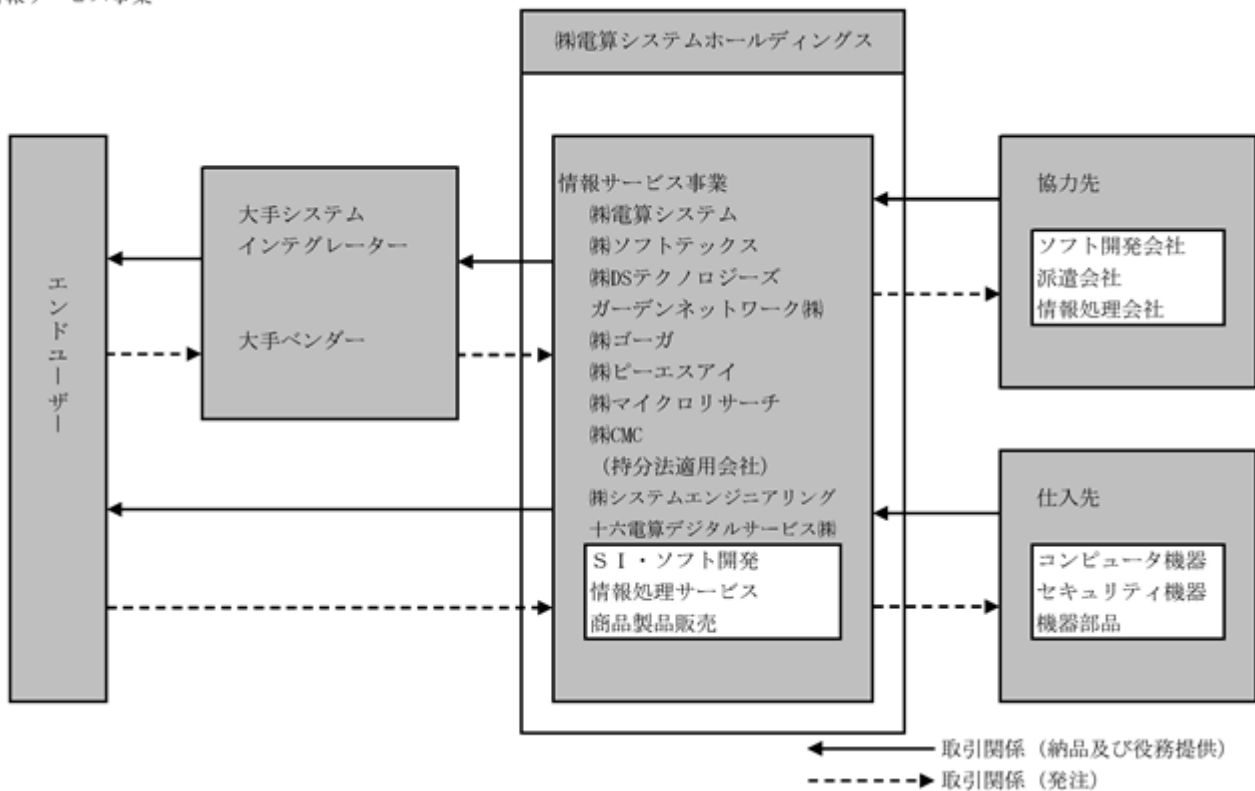 情報サービス事業
㈱電算システムホールディングス
エンドユーザー
大手システム
インテグレーター
大手ベンダー
情報サービス事業
㈱電算システム
㈱ソフトテックス
㈱DSテクノロジーズ
ガーデンネットワーク㈱
㈱ゴーガ
㈱ピーエスアイ
㈱マイクロリサーチ
㈱CMC
(持分法適用会社)
㈱システムエンジニアリング
十六電算デジタルサービス㈱
ＳＩ・ソフト開発
情報処理サービス
商品製品販売
協力先
ソフト開発会社
派遣会社
情報処理会社
仕入先
コンピュータ機器
セキュリティ機器
機器部品
取引関係（納品及び役務提供）
取引関係（発注）